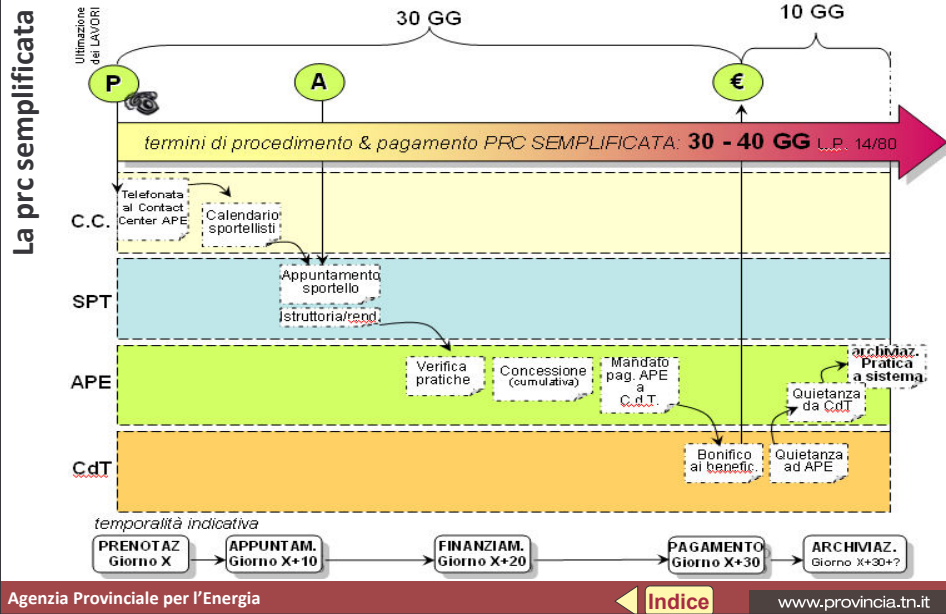 La prc semplificata
Ultimazione
dei LAVORI
30 GG
10 GG
P
A
€
termini di procedimento & pagamento PRC SEMPLIFICATA: 30 - 40 GG L.P. 14/80
C.C.
Telefonata
al Contact
Center APE
Calendario
sportellisti
SPT
Appuntamento
sportello
Istruttoria/rend.
APE
Verifica
pratiche
Concessione
(cumulativa)
Mandato
pag. APE
a
C.d.T.
Quietanza
da CdT
archiviaz.
Pratica
a sistema
CdT
Bonifico
ai benefic.
Quietanza
ad APE
temporalità indicativa
PRENOTAZ
Giorno X
APPUNTAM.
Giorno X+10
FINANZIAM.
Giorno X+20
PAGAMENTO
Giorno X+30
ARCHIVIAZ.
Giorno X+30+?
Agenzia Provinciale per l'Energia
Indice
www.provincia.tn.it